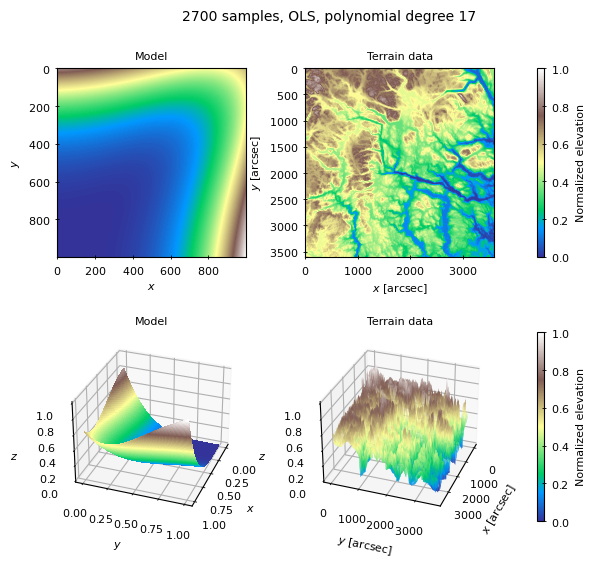 2700 samples, OLS, polynomial degree 17
Model
Terrain data
0
200
400
600
800
y
0 200 400 600 800
x
0
500
1000
1500
2000
2500
3000
3500
y [arcsec]
0 1000 2000 3000
x [arcsec]
1.0
0.8
0.6
0.4
0.2
0.0
Normalized elevation
Model
Terrain data
1.0
0.8
0.6
0.4
0.2
0.0
z
0.00 0.25 0.50 0.75 1.00
y
0.00
0.25
0.50
0.75
1.00
x
1.0
0.8
0.6
0.4
0.2
0.0
z
0 1000 2000 3000
y [arcsec]
0
1000
2000
3000
x [arcsec]
1.0
0.8
0.6
0.4
0.2
0.0
Normalized elevation